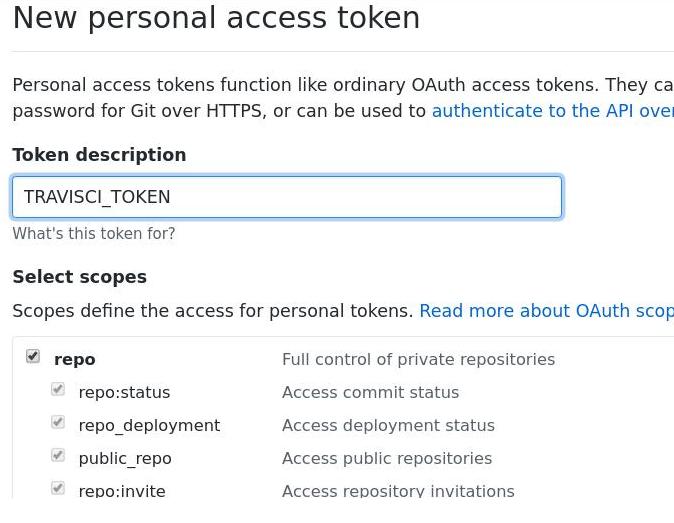 New personal access token
Personal access tokens function like ordinary OAuth access tokens. They ca
password for Git over HTTPS, or can be used to authenticate to the API over
Token description
TRAVISCI_TOKEN
What's this token for?
Select scopes
Scopes define the access for personal tokens. Read more about OAuth scop
repo Full control of private repositories
repo:status Access commit status
repo_deployment Access deployment status
public_repo Access public repositories
repo:invite Access repository invitations